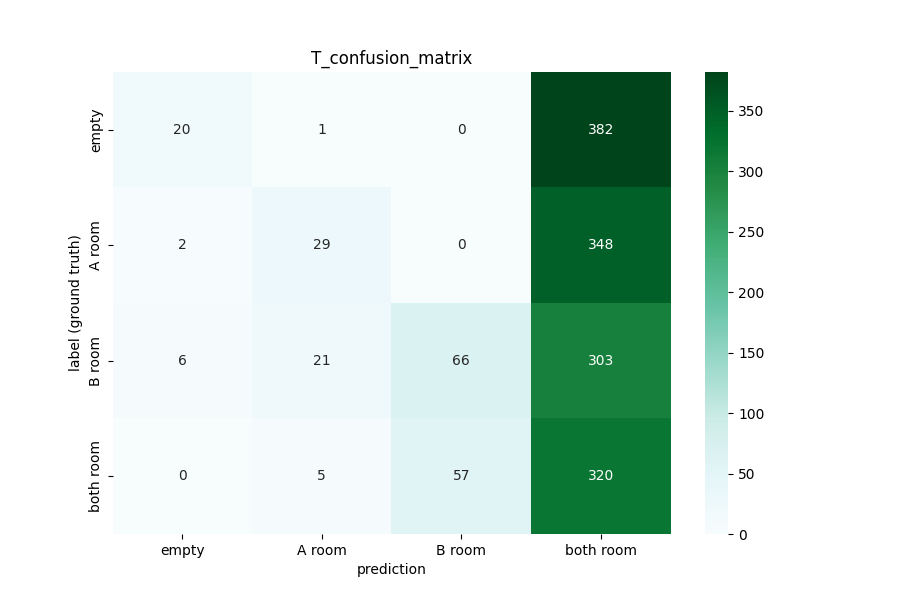 T_confusion_matrix
label (ground truth)
empty
20 1 0 382
A room
2 29 0 348
B room
6 21 66 303
both room
0 5 57 320
empty A room B room both room
prediction
350
300
250
200
150
100
50
0